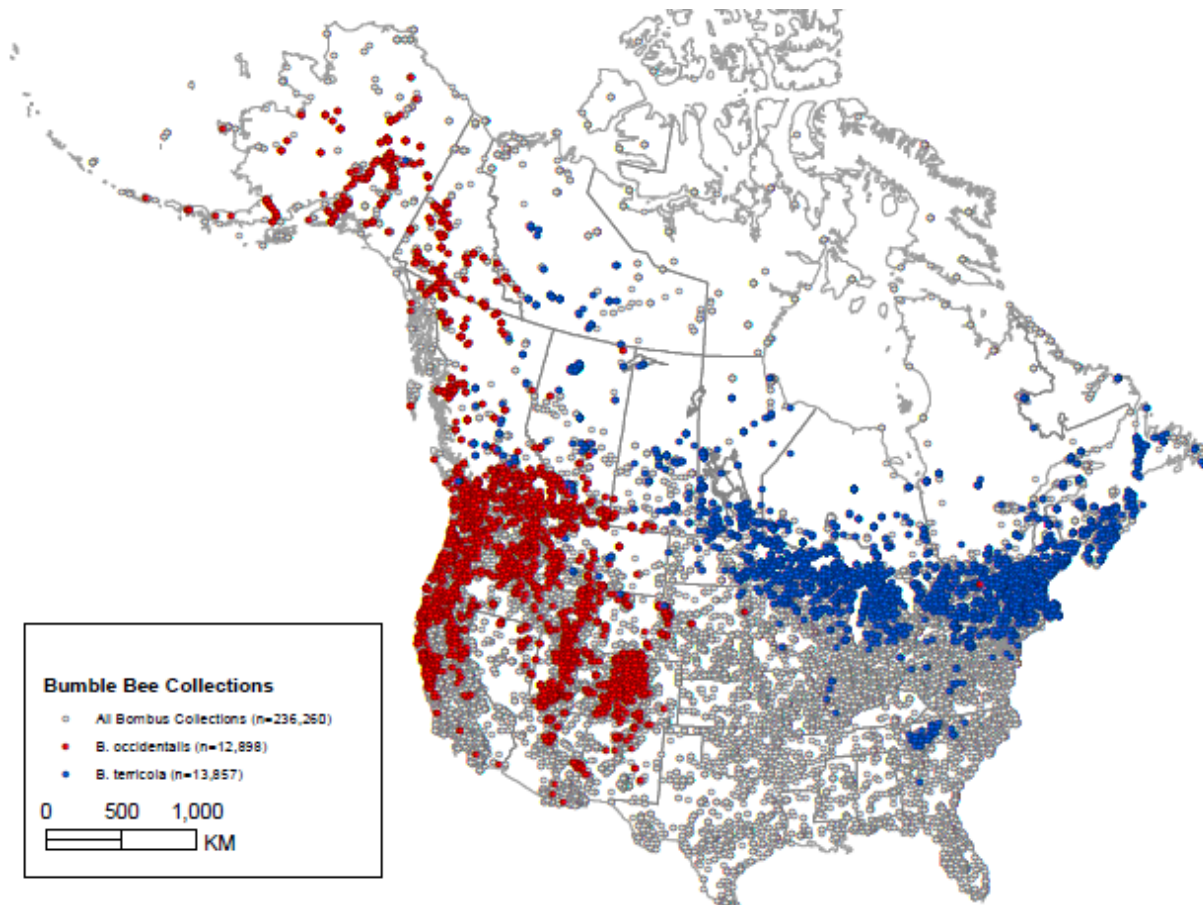 Bumble Bee Collections
All Bombus Collections (n=236,260)
B. occidentalis (n=12,898)
B. terricola (n=13,857)
0 500 1,000
KM